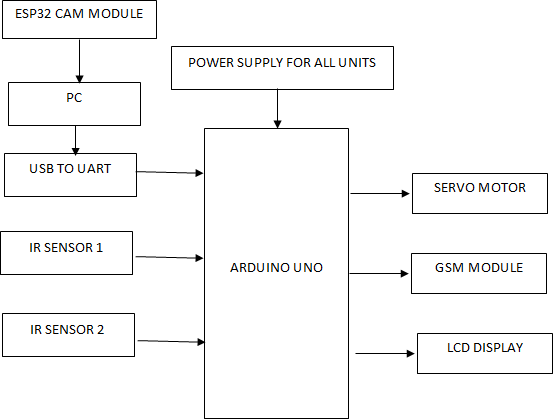 ESP32 CAM MODULE
POWER SUPPLY FOR ALL UNITS
PC
USB TO UART
SERVO MOTOR
IR SENSOR 1
ARDUINO UNO
GSM MODULE
IR SENSOR 2
LCD DISPLAY